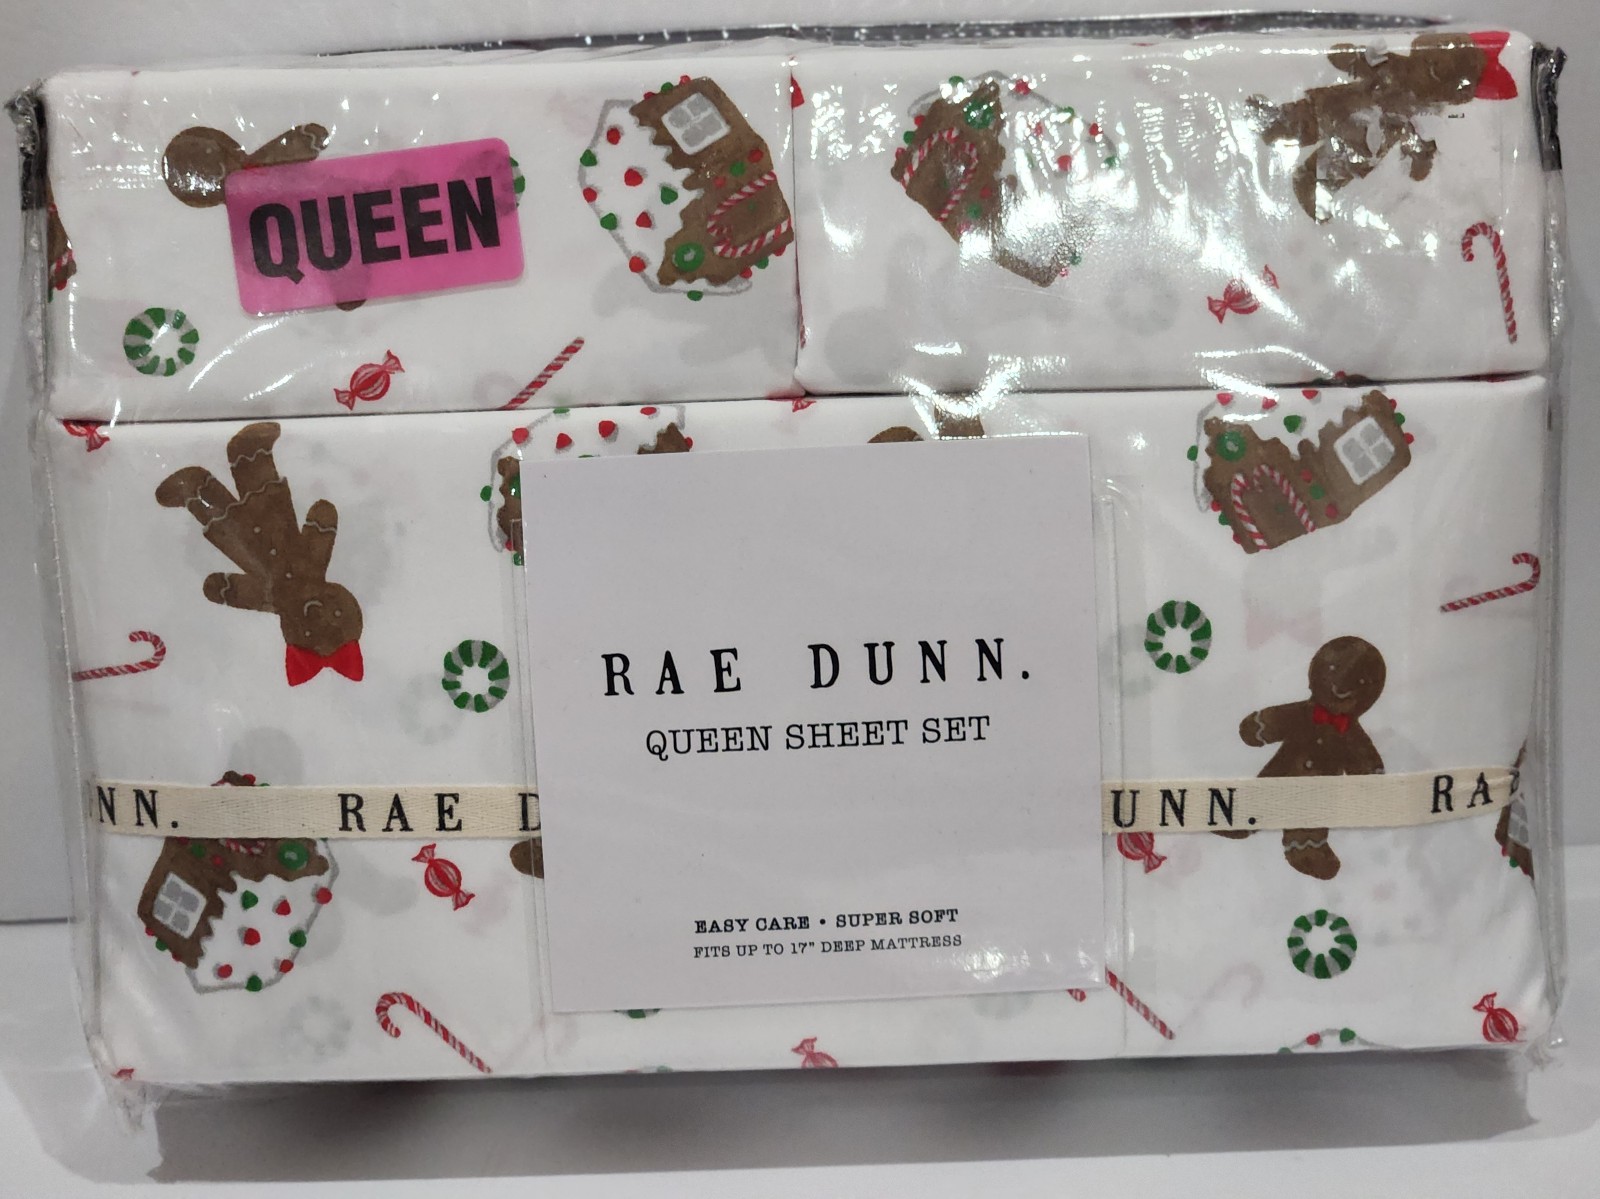 QUEEN
RAE DUNN.
QUEEN SHEET SET
NN. RAE D UNN. RAE
EASY CARE • SUPER SOFT
FITS UP TO 17" DEEP MATTRESS